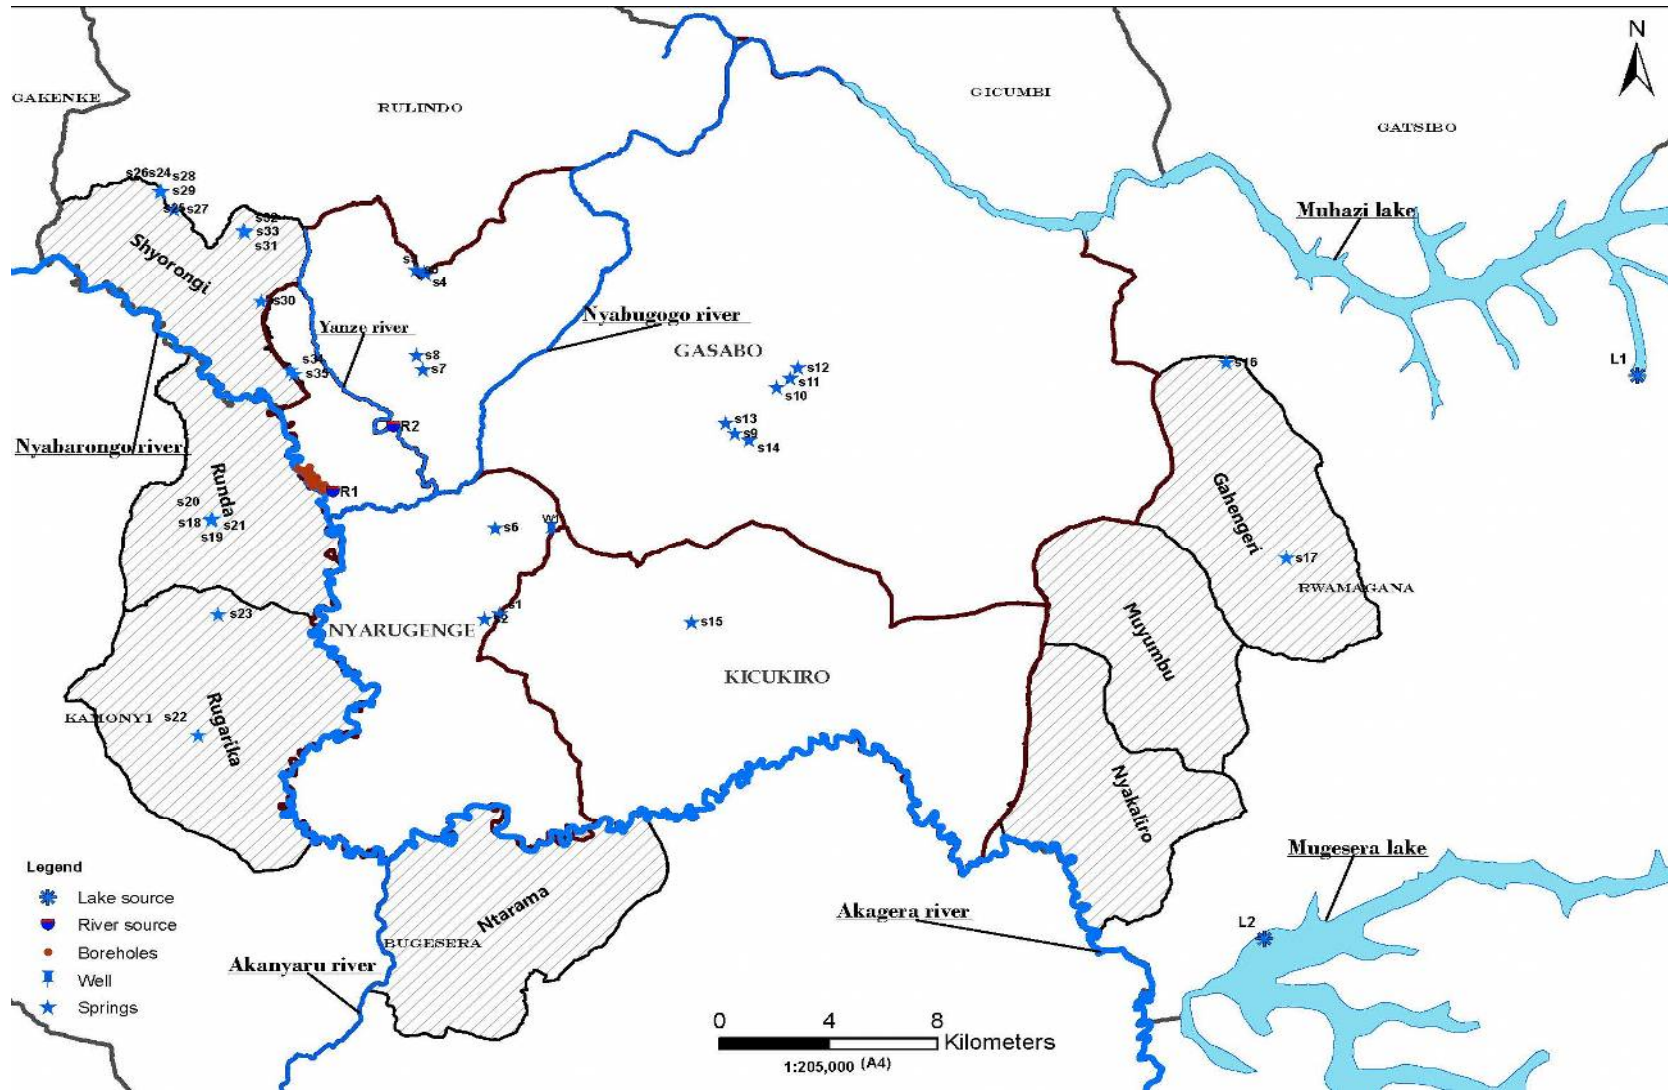 N
GAKENKE
RULINDO
GICUMBI
GATSIBO
s26s24 s28
s29
s25 s27
s32
s33
s31
Shyorongi
Muhazi lake
s4
s30
Yanze river
Nyabugogo river
GASABO
s34
s35
s8
s7
s12
s11
s10
s16
L1
s13
s9
s14
R2
Nyabarongo river
Runda
s20
s18
s21
s19
R1
s6
W1
Gahengeri
s17
RWAMAGANA
s23
NYARUGENGE
s1
s2
s15
KICUKIRO
Muyumbu
KAMONYI
s22
Rugarika
Nyakaliro
Mugesera lake
Legend
Lake source
River source
Boreholes
Well
Springs
Ntarama
BUGESERA
Akanyaru river
Akagera river
L2
0 4 8
Kilometers
1:205,000 (A4)